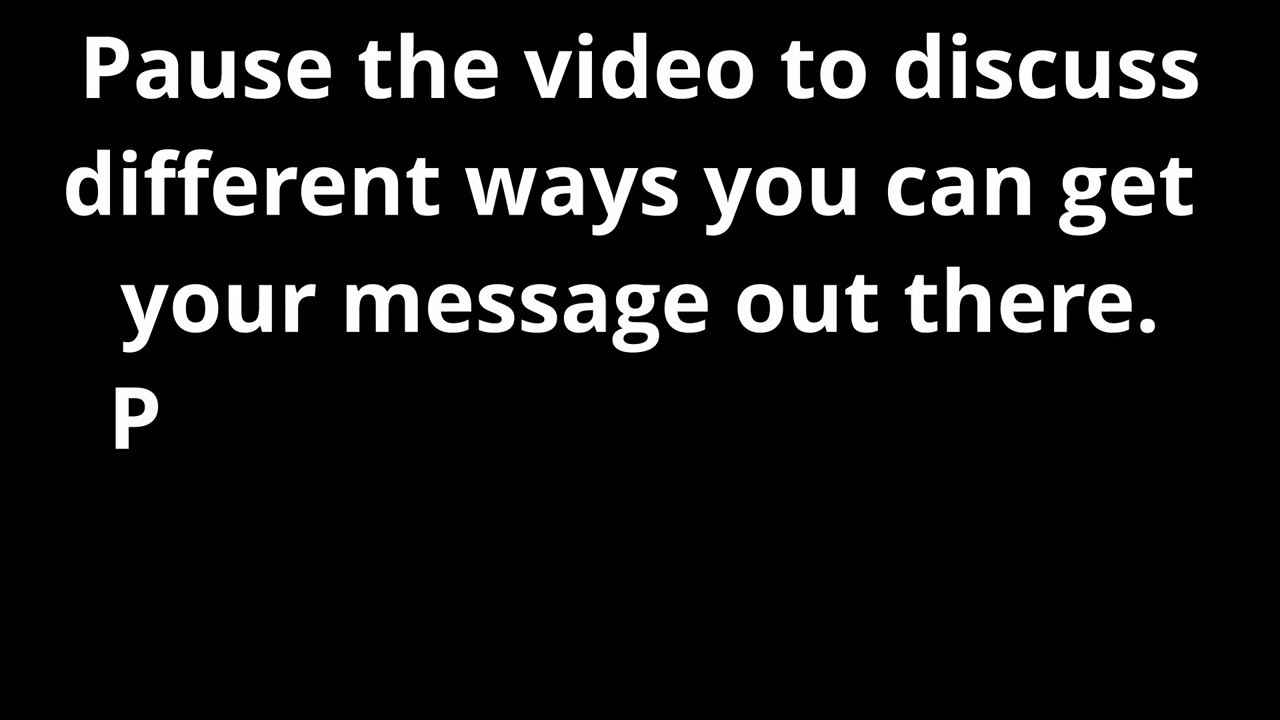 Pause the video to discuss
different ways you can get
your message out there.
P